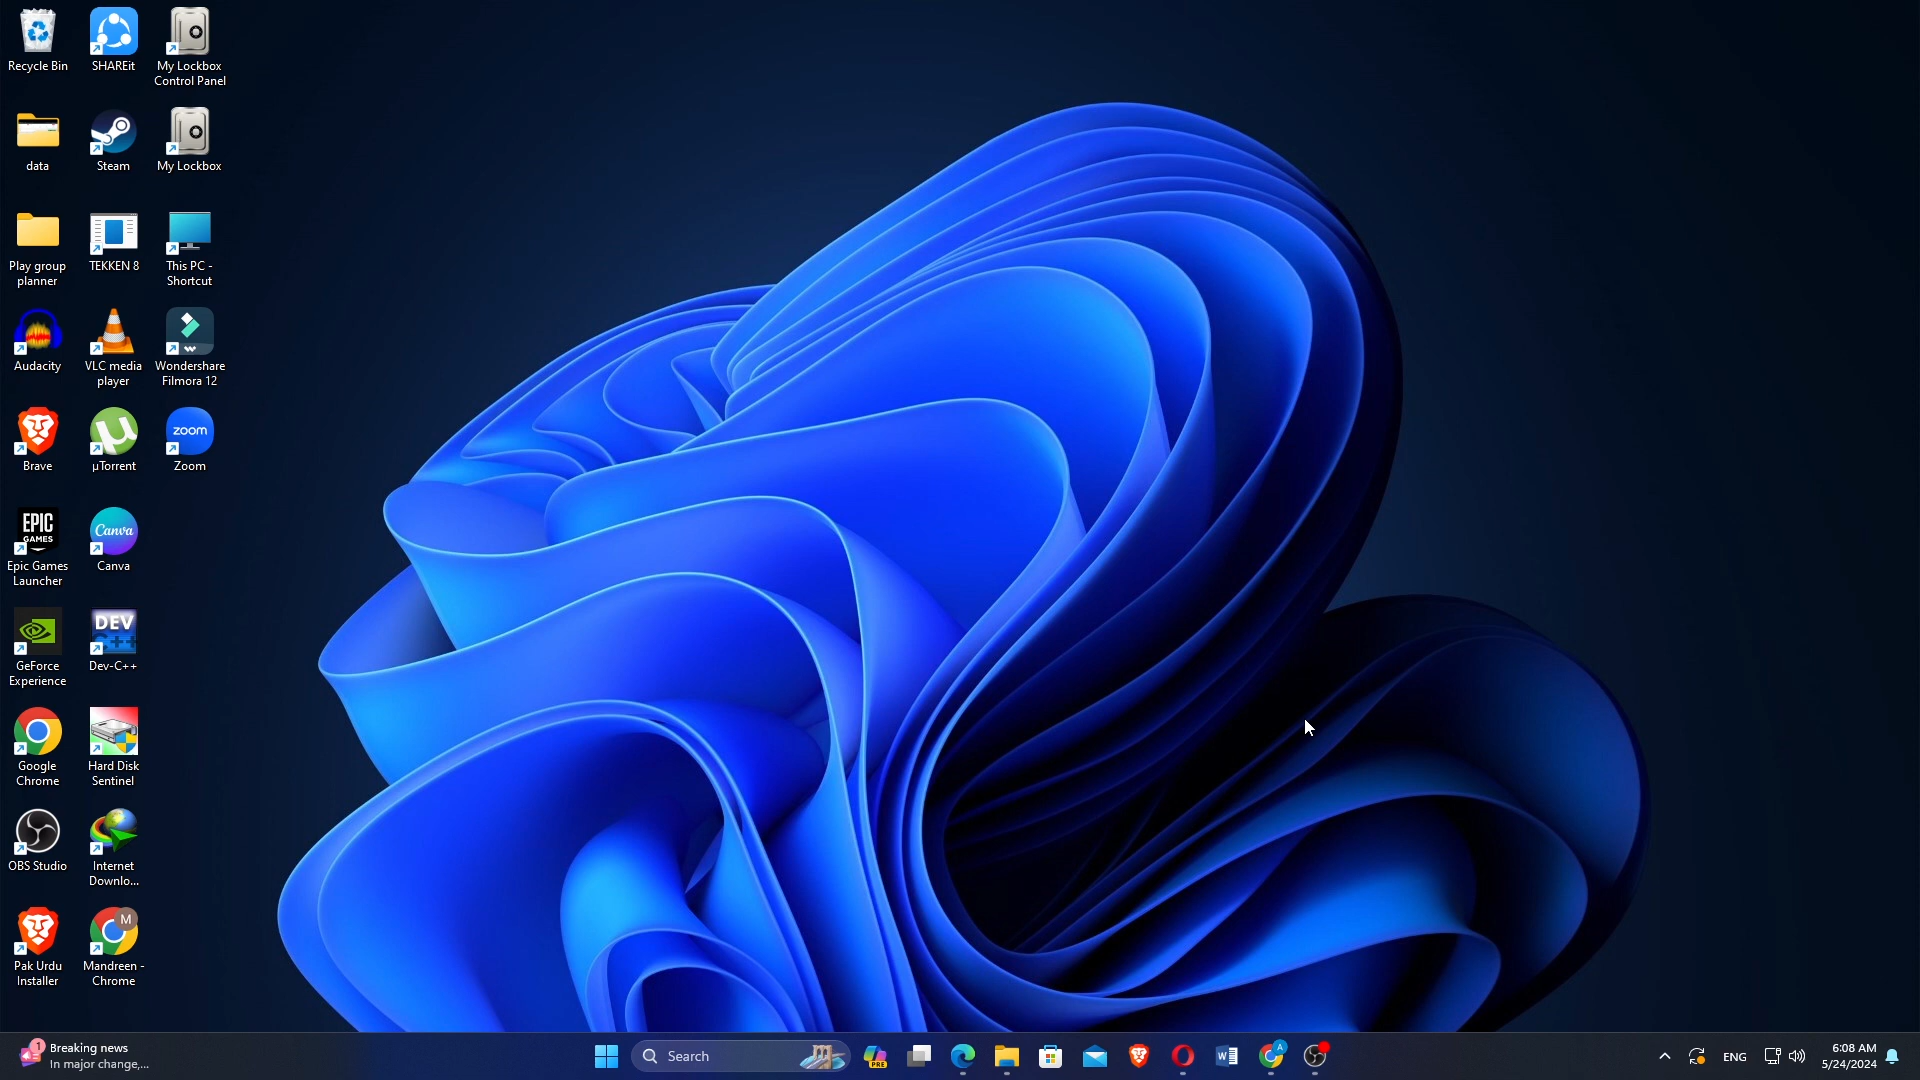 Recycle Bin
SHAREit
My Lockbox
Control Panel
data
Steam
My Lockbox
Play group
planner
TEKKEN 8
This PC -
Shortcut
Audacity
VLC media
player
Wondershare
Filmora 12
Brave
µTorrent
zoom
Zoom
EPIC
GAMES
Epic Games
Launcher
Canva
Canva
GeForce
Experience
DEV
C++
Dev-C++
Google
Chrome
Hard Disk
Sentinel
OBS Studio
Internet
Downlo...
Pak Urdu
Installer
M
Mandreen -
Chrome
1
Breaking news
In major change,...
Search
PRE
W
A
ENG
6:08 AM
5/24/2024